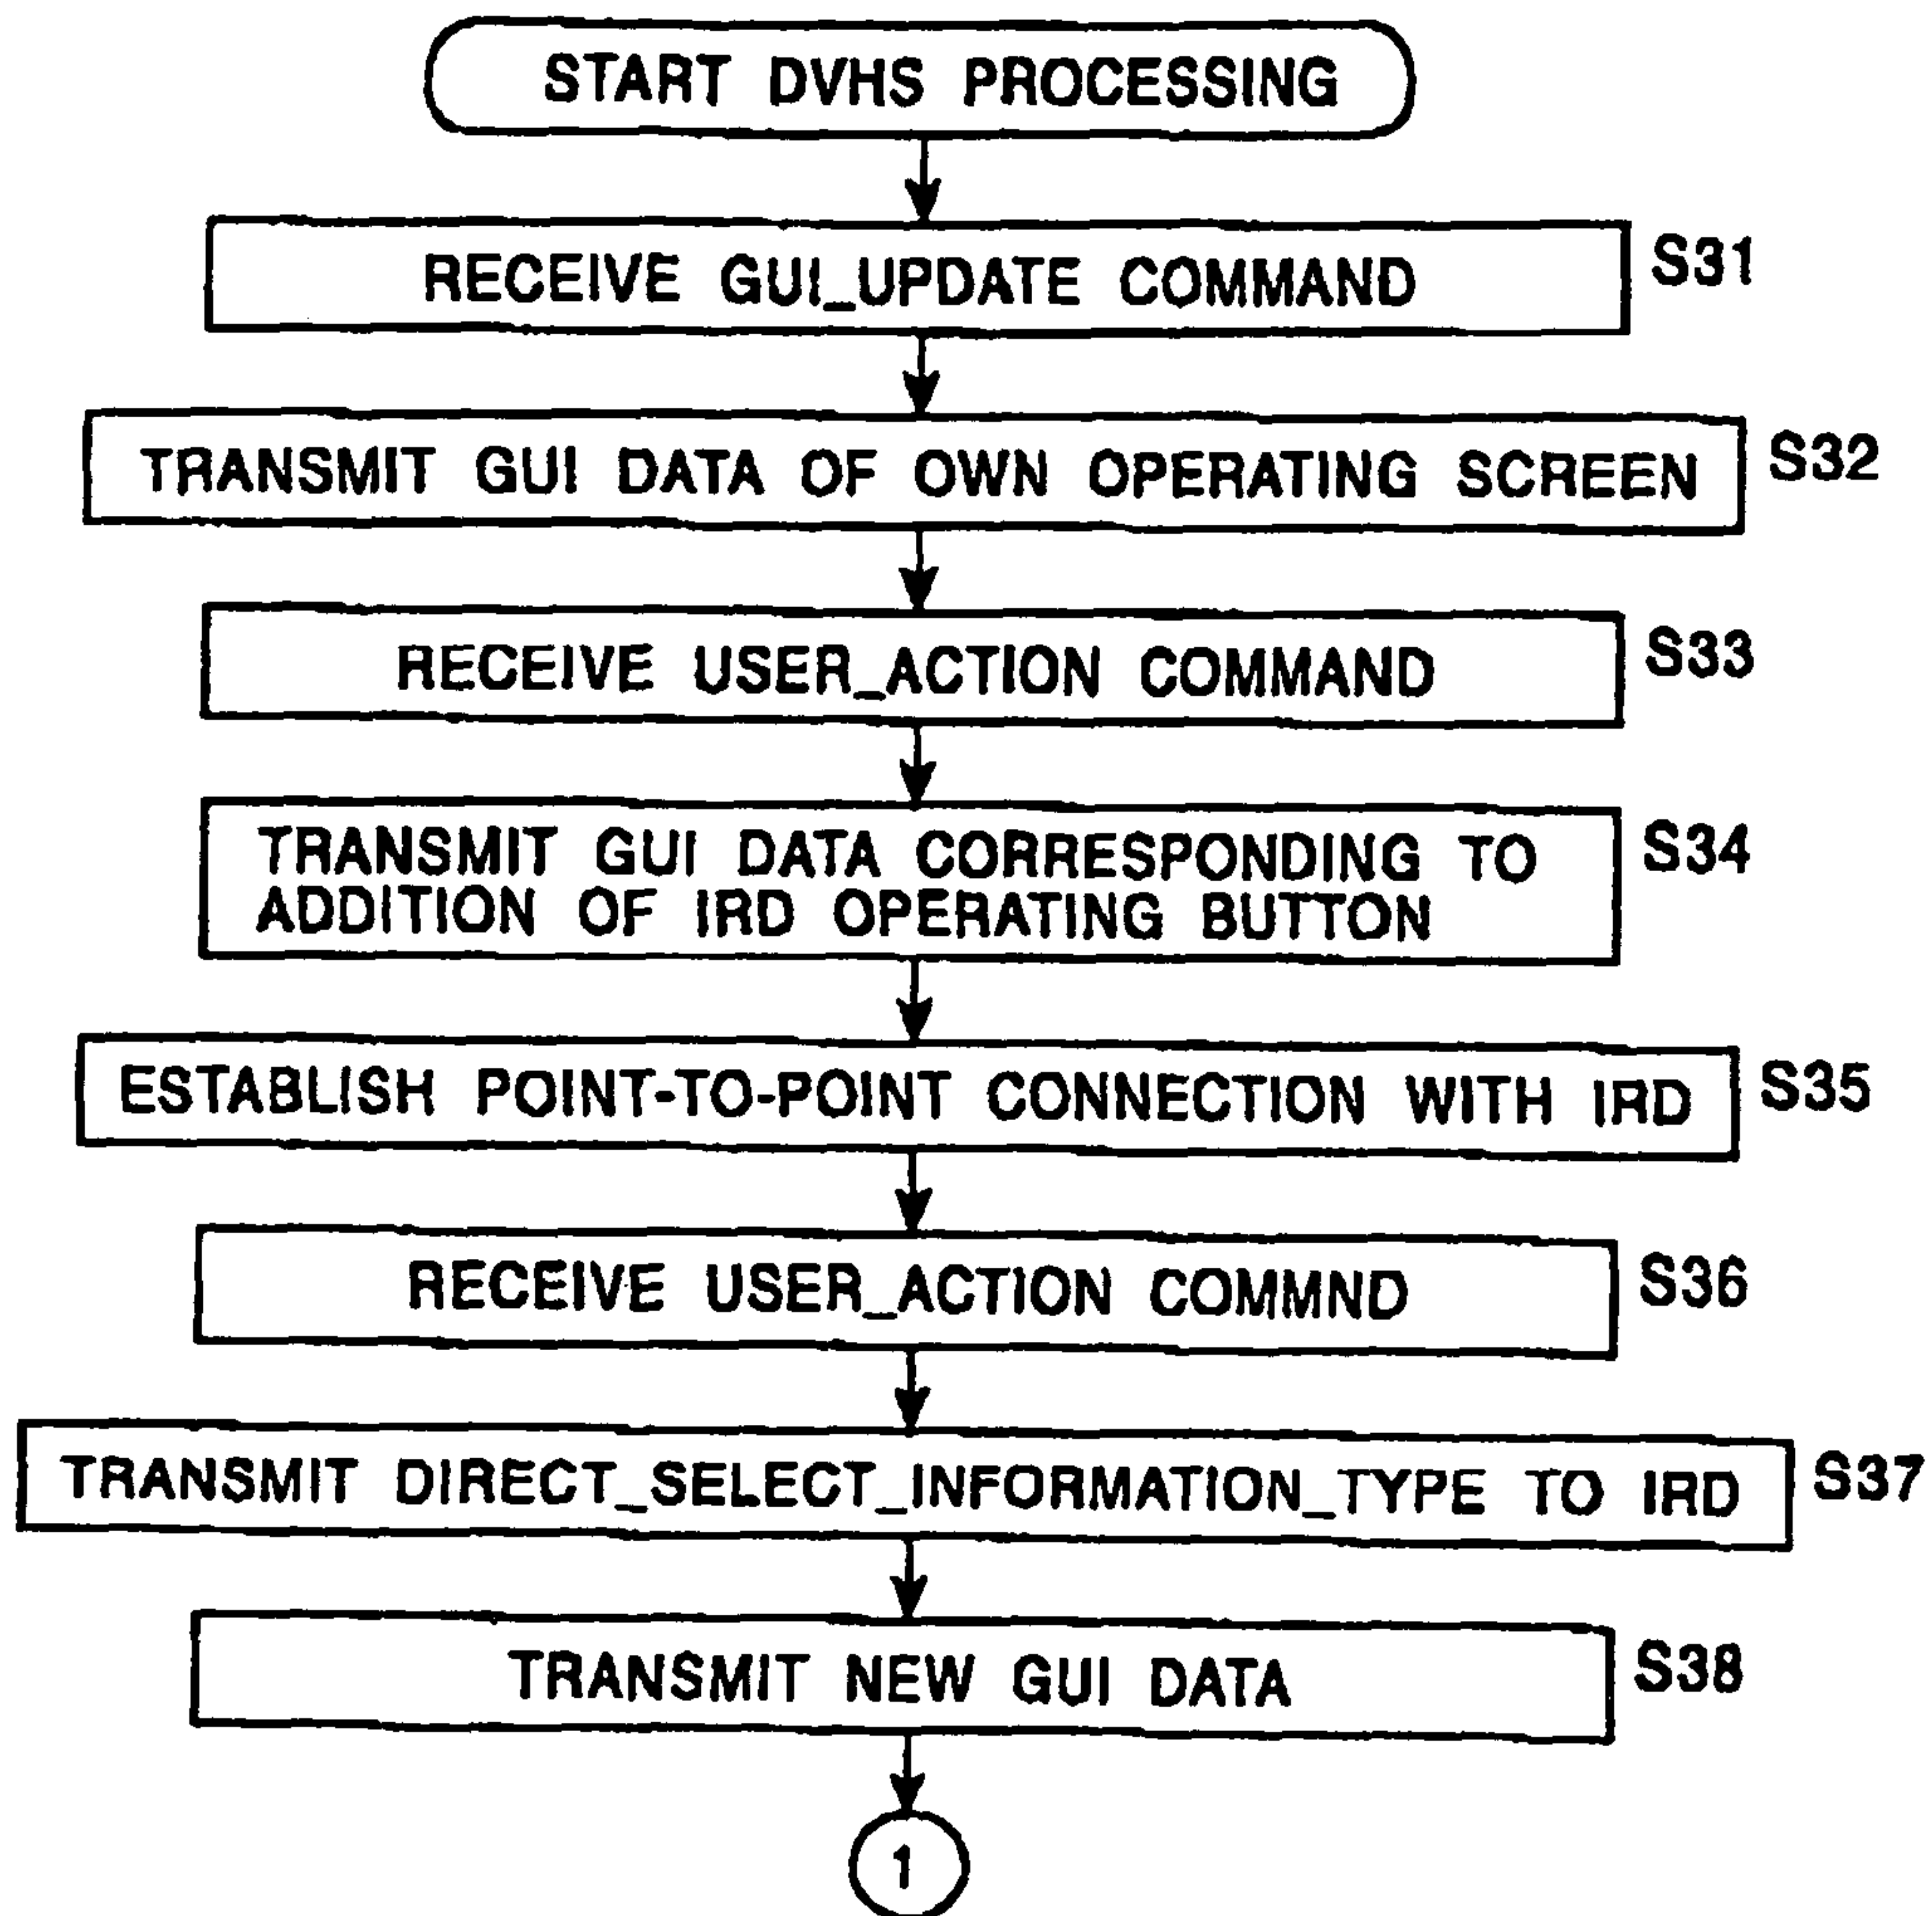 START DVHS PROCESSING
RECEIVE GUI_UPDATE COMMAND S31
TRANSMIT GUI DATA OF OWN OPERATING SCREEN S32
RECEIVE USER_ACTION COMMAND S33
TRANSMIT GUI DATA CORRESPONDING TO S34
ADDITION OF IRD OPERATING BUTTON
ESTABLISH POINT-TO-POINT CONNECTION WITH IRD S35
RECEIVE USER_ACTION COMMND S36
TRANSMIT DIRECT_SELECT_INFORMATION_TYPE TO IRD S37
TRANSMIT NEW GUI DATA S38
1